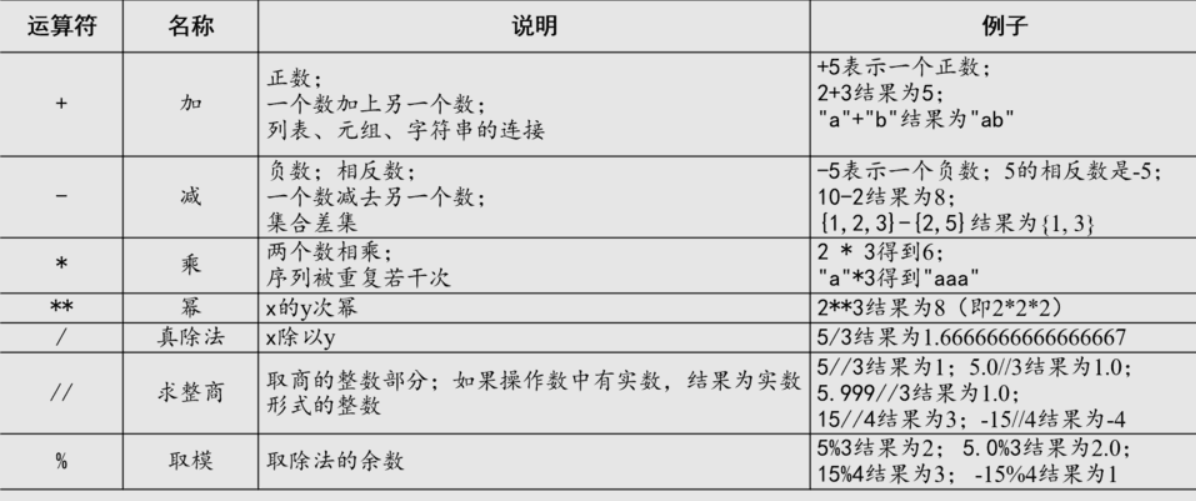 运算符 名称 说明 例子
+ 加 正数；
一个数加上另一个数；
列表、元组、字符串的连接
+5表示一个正数；
2+3结果为5；
"a"+"b"结果为"ab"
- 减 负数；相反数；
一个数减去另一个数；
集合差集
-5表示一个负数；5的相反数是-5；
10-2结果为8；
{1,2,3}-{2,5}结果为{1,3}
* 乘 两个数相乘；
序列被重复若干次
2 * 3得到6；
"a"*3得到"aaa"
** 幂 x的y次幂 2**3结果为8（即2*2*2）
/ 真除法 x除以y 5/3结果为1.6666666666666667
// 求整商 取商的整数部分；如果操作数中有实数，结果为实数
形式的整数
5//3结果为1；5.0//3结果为1.0；
5.999//3结果为1.0；
15//4结果为3；-15//4结果为-4
% 取模 取除法的余数 5%3结果为2； 5.0%3结果为2.0；
15%4结果为3； -15%4结果为1